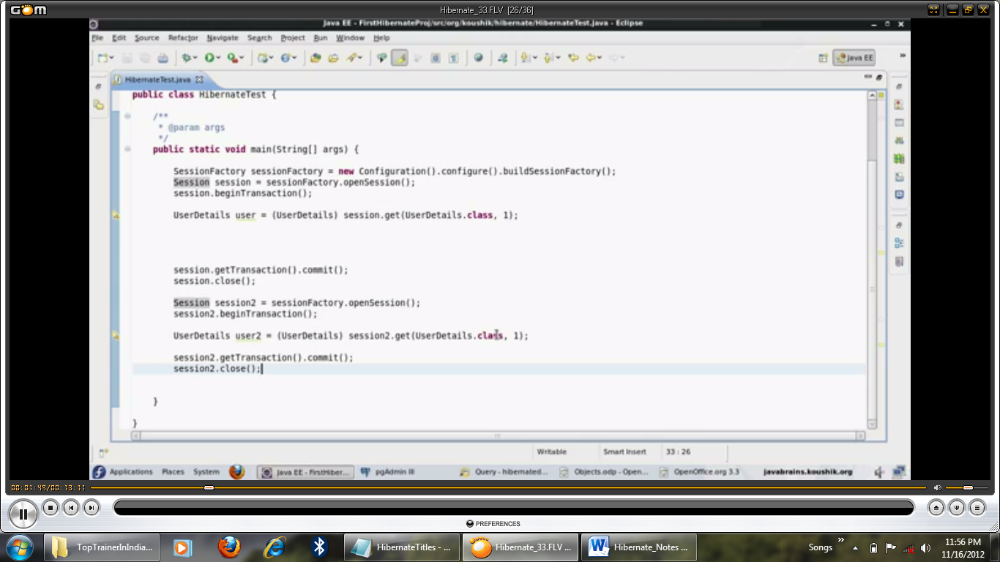 GOM
Hibernate_33.FLV [26/36]
Java EE - FirstHibernateProj/src/org/koushik/hibernate/HibernateTest.java - Eclipse
File Edit Source Refactor Navigate Search Project Run Window Help
Java EE
HibernateTest.java
public class HibernateTest {
/**
* @param args
*/
public static void main(String[] args) {
SessionFactory sessionFactory = new Configuration().configure().buildSessionFactory();
Session session = sessionFactory.openSession();
session.beginTransaction();
UserDetails user = (UserDetails) session.get(UserDetails.class, 1);
session.getTransaction().commit();
session.close();
Session session2 = sessionFactory.openSession();
session2.beginTransaction();
UserDetails user2 = (UserDetails) session2.get(UserDetails.class, 1);
session2.getTransaction().commit();
session2.close();
}
}
Writable Smart Insert 33 : 26
Applications Places System Java EE - FirstHiber... pgAdmin III Query - hibernated... Objects.odp - Open... OpenOffice.org 3.3 javabrains.koushik.org
00:01:49/00:13:11
PREFERENCES
TopTrainerInIndia... HibernateTitles - ... Hibernate_33.FLV ... Hibernate_Notes ... Songs 11:56 PM
11/16/2012